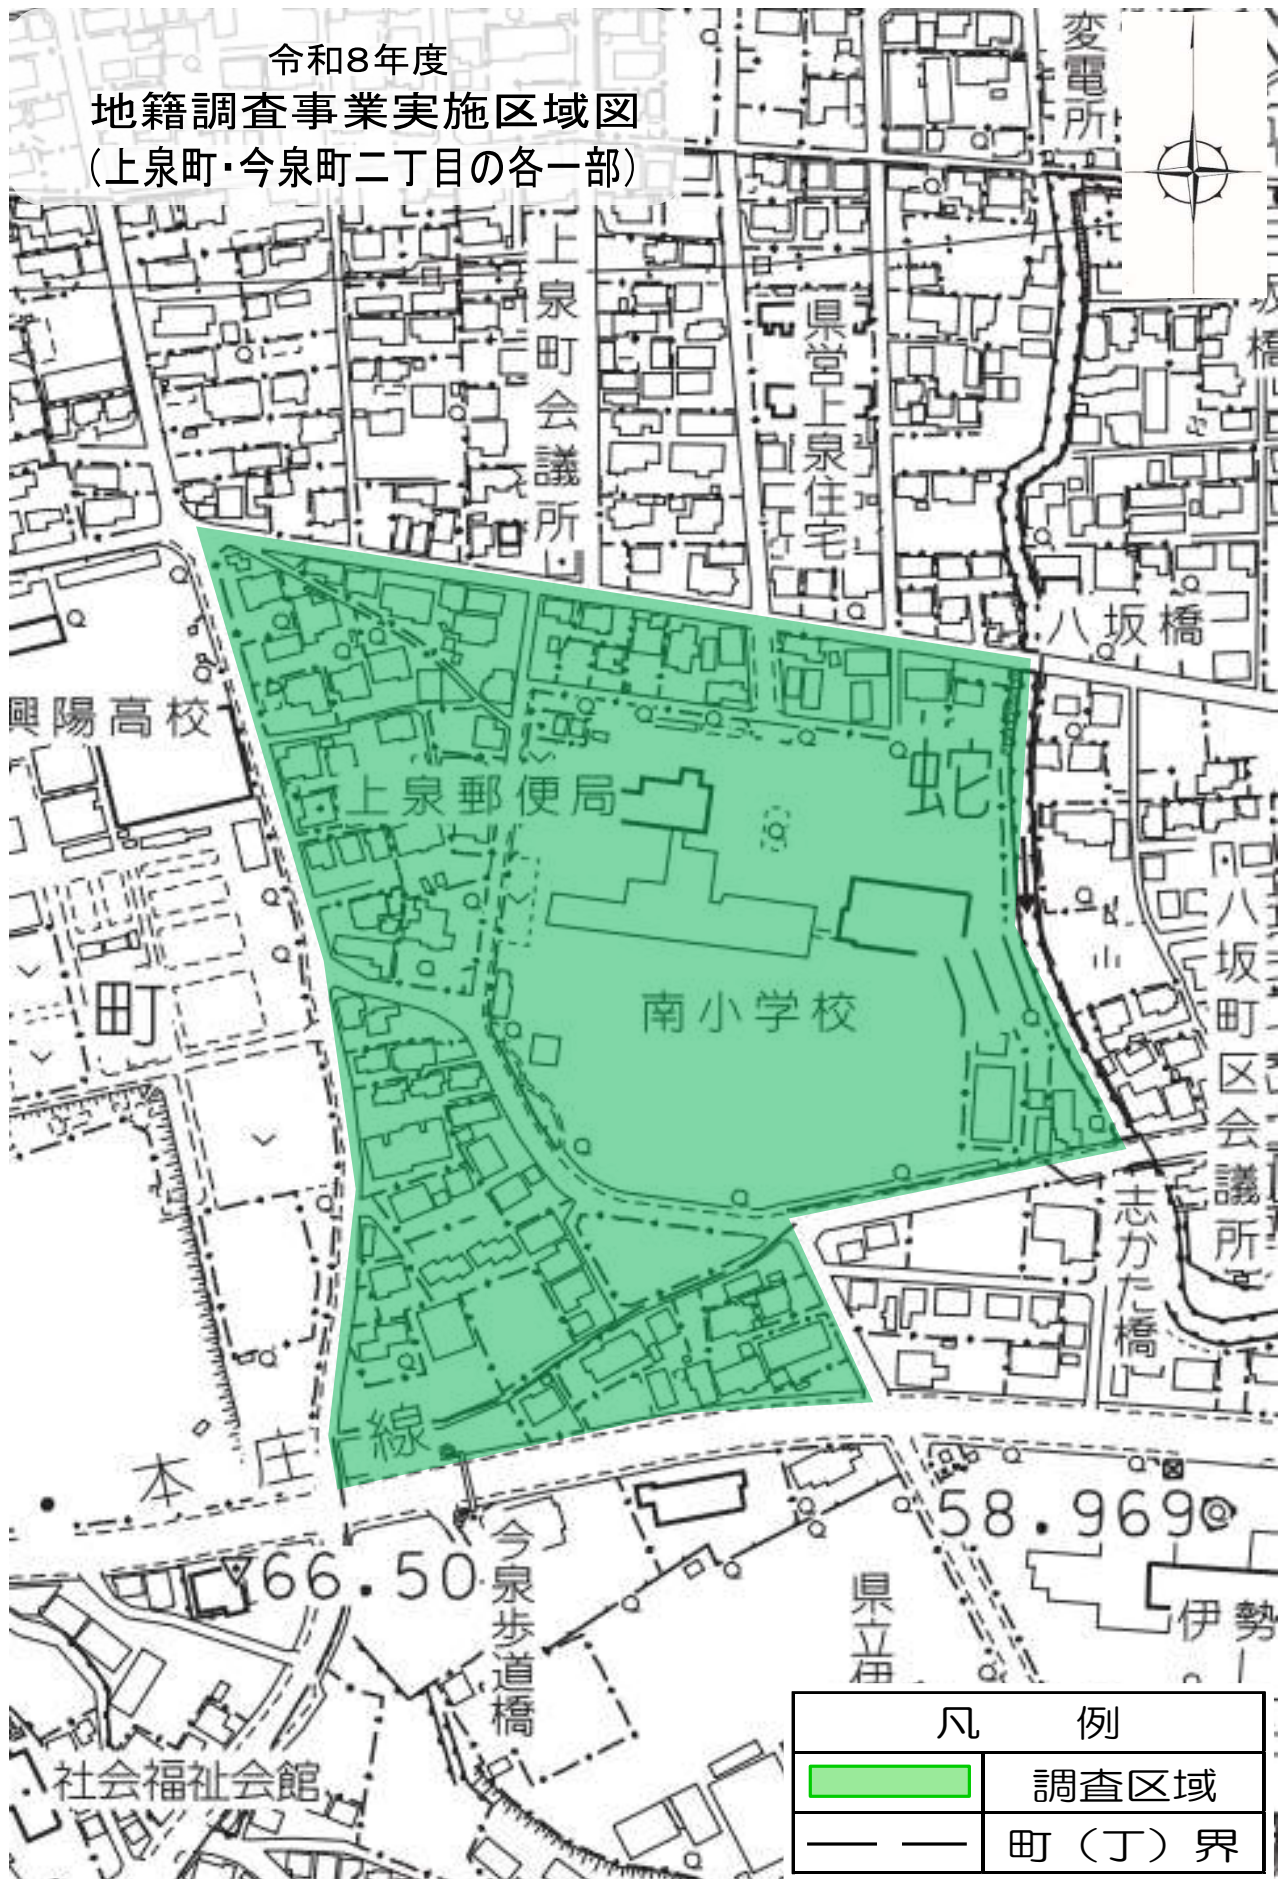 令和8年度
地籍調査事業実施区域図
(上泉町・今泉町二丁目の各一部)
変電所
上泉町会議所
県営上泉住宅
坂橋
八坂橋
興陽高校
上泉郵便局
蛇
南小学校
町
八坂町区会議所
志かた橋
線
本庄
58.969
66.50
今泉歩道橋
県立伊
伊勢
社会福祉会館
凡 例
調査区域
町(丁)界